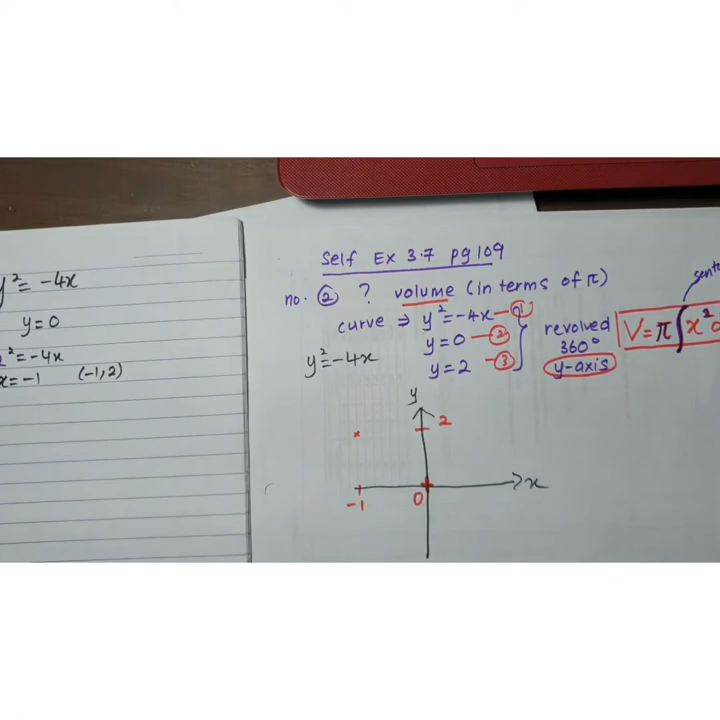 y² = -4x
y = 0
2² = -4x
x = -1 (-1, 2)
Self Ex 3.7 pg 109
no. ② ? volume (in terms of π)
curve ⇒ y² = -4x — ①
y = 0 — ②
y = 2 — ③
revolved
360°
y-axis
V = π ∫ x² d
y² = -4x
y
2
x
-1
0